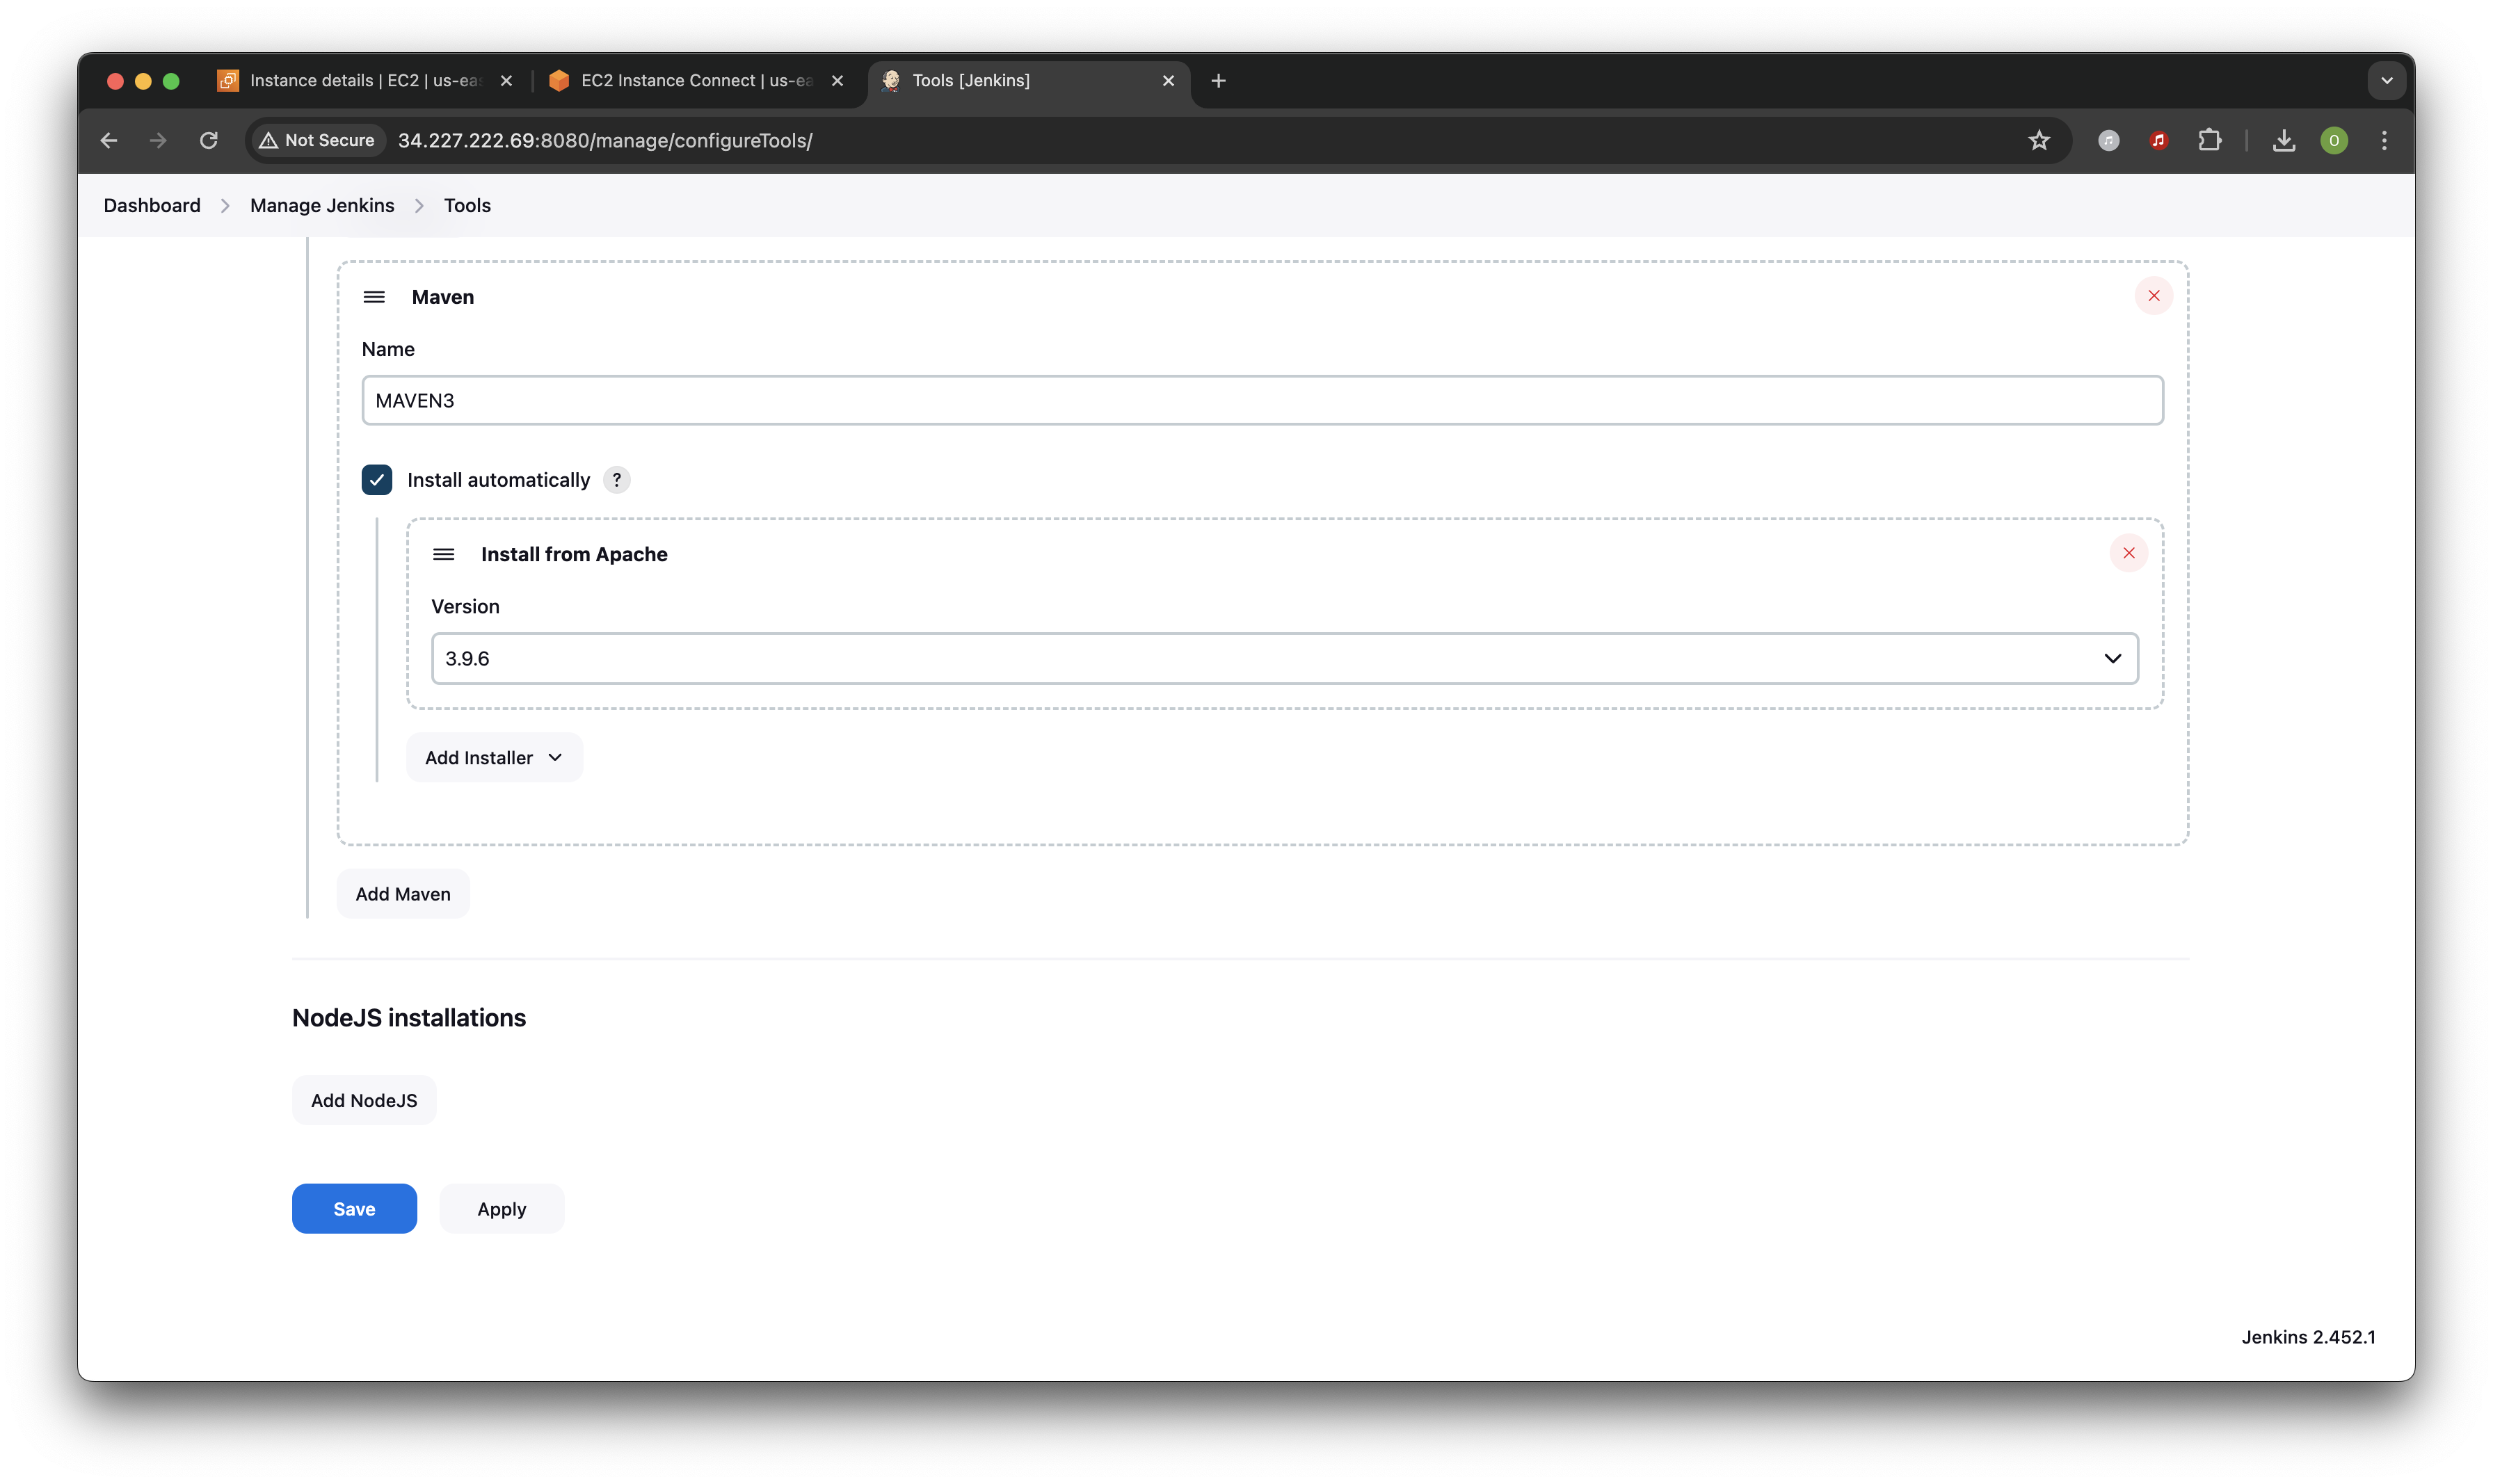 Instance details | EC2 | us-eas
EC2 Instance Connect | us-ea
Tools [Jenkins]
Not Secure
34.227.222.69:8080/manage/configureTools/
O
Dashboard
Manage Jenkins
Tools
Maven
Name
MAVEN3
Install automatically
?
Install from Apache
Version
3.9.6
Add Installer
Add Maven
NodeJS installations
Add NodeJS
Save
Apply
Jenkins 2.452.1